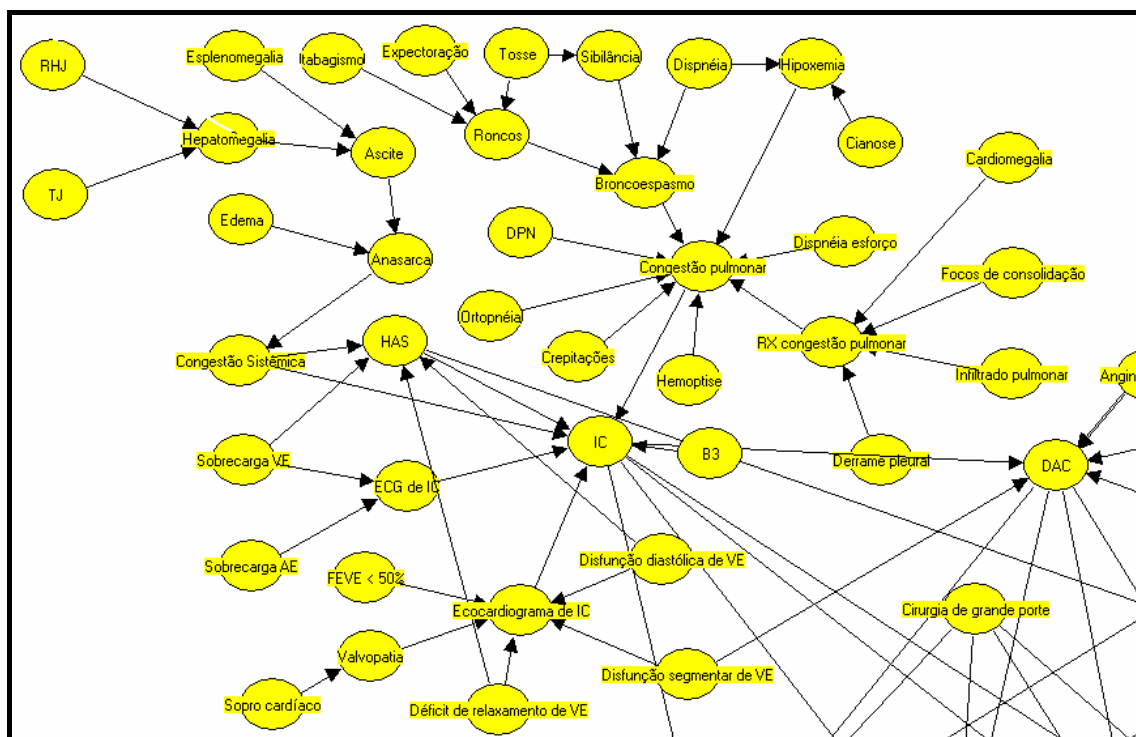 RHJ
Esplenomegalia
Itabagismo
Expectoração
Tosse
Sibilância
Dispnéia
Hipoxemia
Hepatomegalia
Ascite
Roncos
Cianose
Cardiomegalia
TJ
Broncoespasmo
Edema
DPN
Dispnéia esforço
Anasarca
Congestão pulmonar
Focos de consolidação
Ortopnéia
HAS
RX congestão pulmonar
Congestão Sistêmica
Crepitações
Hemoptise
Infiltrado pulmonar
Angin
IC
B3
Derrame pleural
DAC
Sobrecarga VE
ECG de IC
Sobrecarga AE
FEVE < 50%
Disfunção diastólica de VE
Ecocardiograma de IC
Cirurgia de grande porte
Valvopatia
Disfunção segmentar de VE
Sopro cardíaco
Déficit de relaxamento de VE